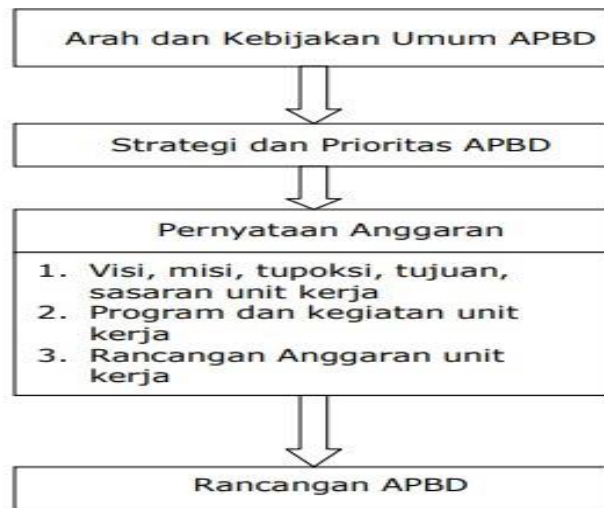 Arah dan Kebijakan Umum APBD
Strategi dan Prioritas APBD
Pernyataan Anggaran
1. Visi, misi, tupoksi, tujuan,
sasaran unit kerja
2. Program dan kegiatan unit
kerja
3. Rancangan Anggaran unit
kerja
Rancangan APBD